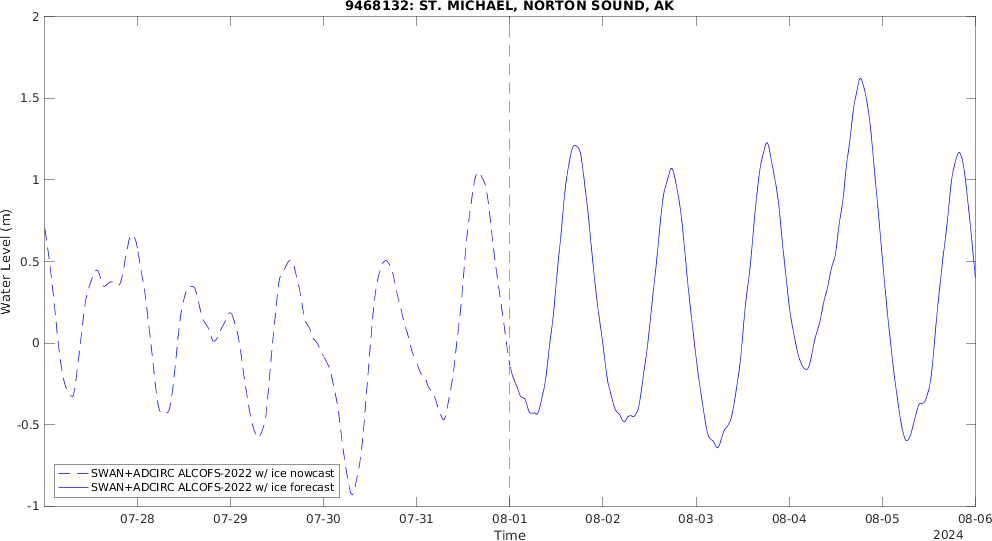 9468132: ST. MICHAEL, NORTON SOUND, AK
Water Level (m)
2
1.5
1
0.5
0
-0.5
-1
SWAN+ADCIRC ALCOFS-2022 w/ ice nowcast
SWAN+ADCIRC ALCOFS-2022 w/ ice forecast
07-28 07-29 07-30 07-31 08-01 08-02 08-03 08-04 08-05 08-06
Time
2024